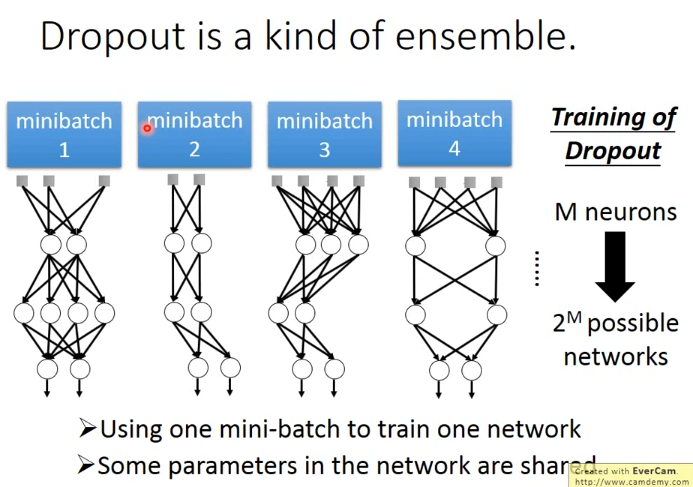 Dropout is a kind of ensemble.
minibatch
1
minibatch
2
minibatch
3
minibatch
4
Training of
Dropout
M neurons
......
2^M possible
networks
➢Using one mini-batch to train one network
➢Some parameters in the network are shared
Created with EverCam.
http://www.camdemy.com